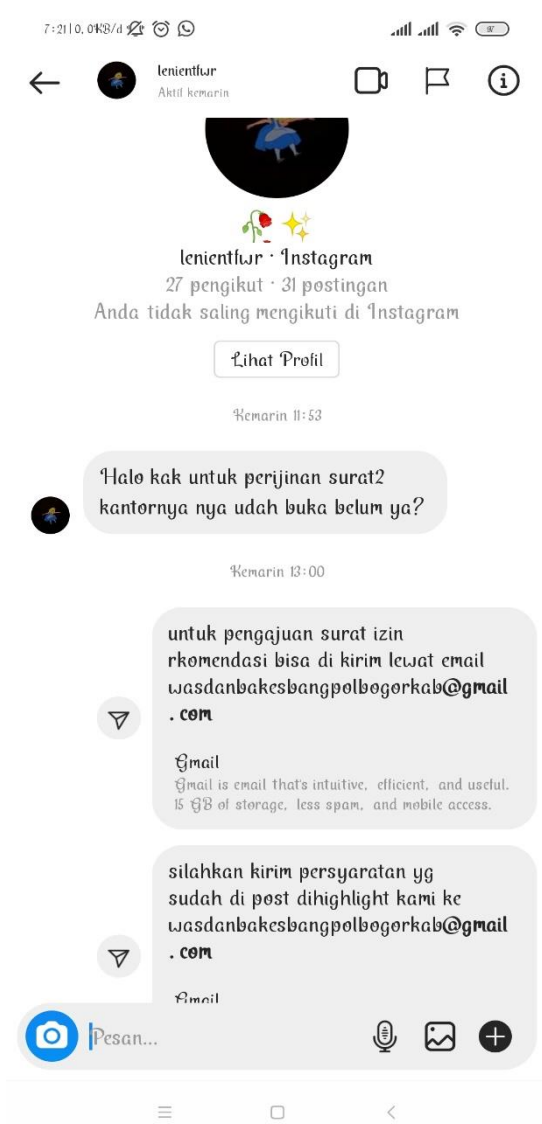 7:21|0,0KB/d
97
lenientfwr
Aktif kemarin
lenientfwr · Instagram
27 pengikut · 31 postingan
Anda tidak saling mengikuti di Instagram
Lihat Profil
Kemarin 11:53
Halo kak untuk perijinan surat2
kantornya nya udah buka belum ya?
Kemarin 13:00
untuk pengajuan surat izin
rkomendasi bisa di kirim lewat email
wasdanbakesbangpolbogorkab@gmail
.com
Gmail
Gmail is email that's intuitive, efficient, and useful.
15 GB of storage, less spam, and mobile access.
silahkan kirim persyaratan yg
sudah di post dihighlight kami ke
wasdanbakesbangpolbogorkab@gmail
.com
Gmail
Pesan...